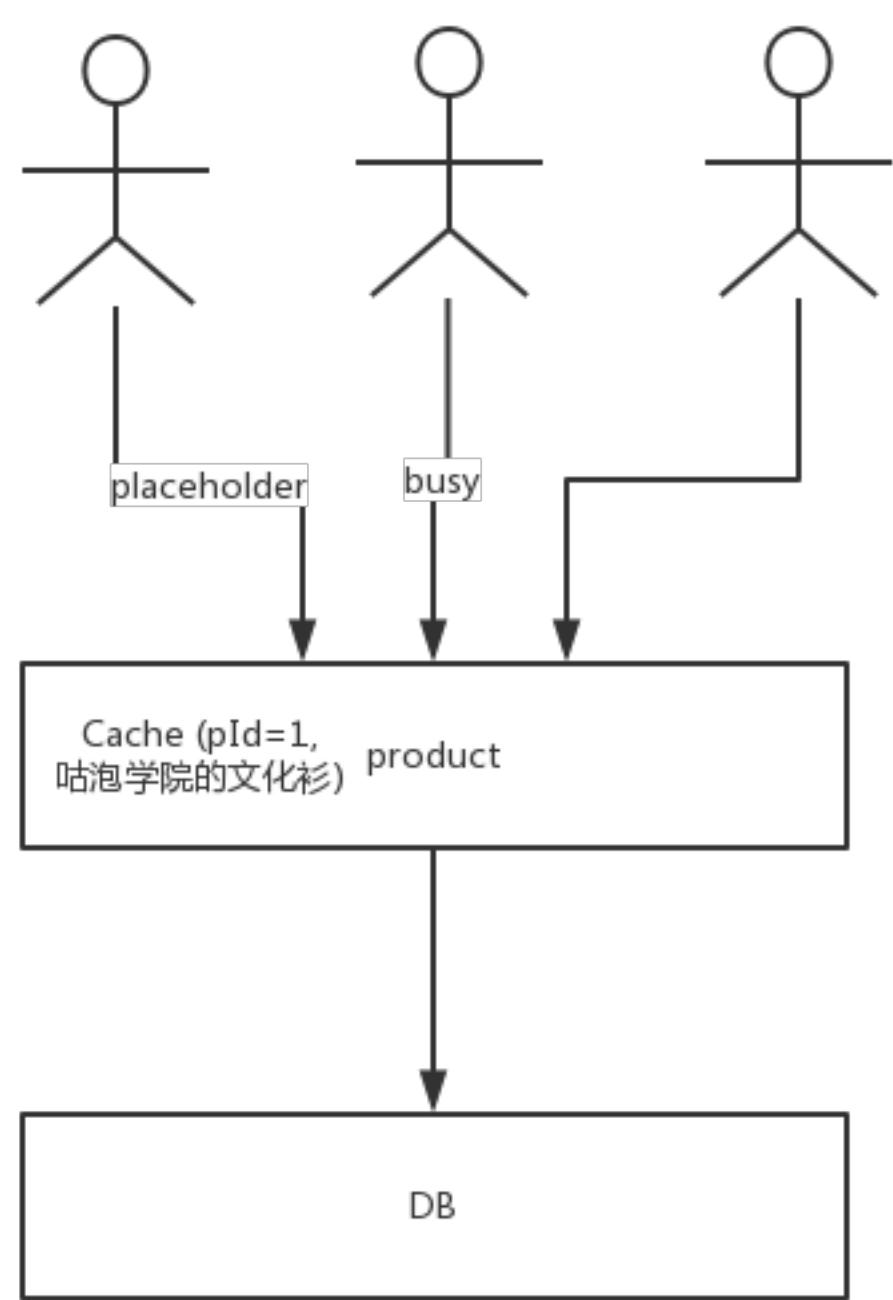 placeholder
busy
Cache (pId=1,
咕泡学院的文化衫)
product
DB